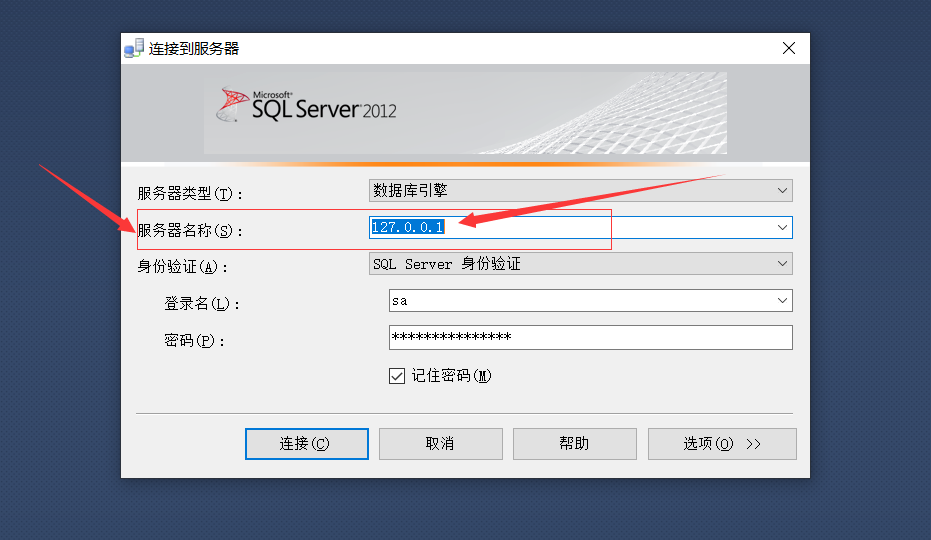 连接到服务器
Microsoft®
SQL Server® 2012
服务器类型(T): 数据库引擎
服务器名称(S): 127.0.0.1
身份验证(A): SQL Server 身份验证
登录名(L): sa
密码(P): ***************
记住密码(M)
连接(C) 取消 帮助 选项(O) >>